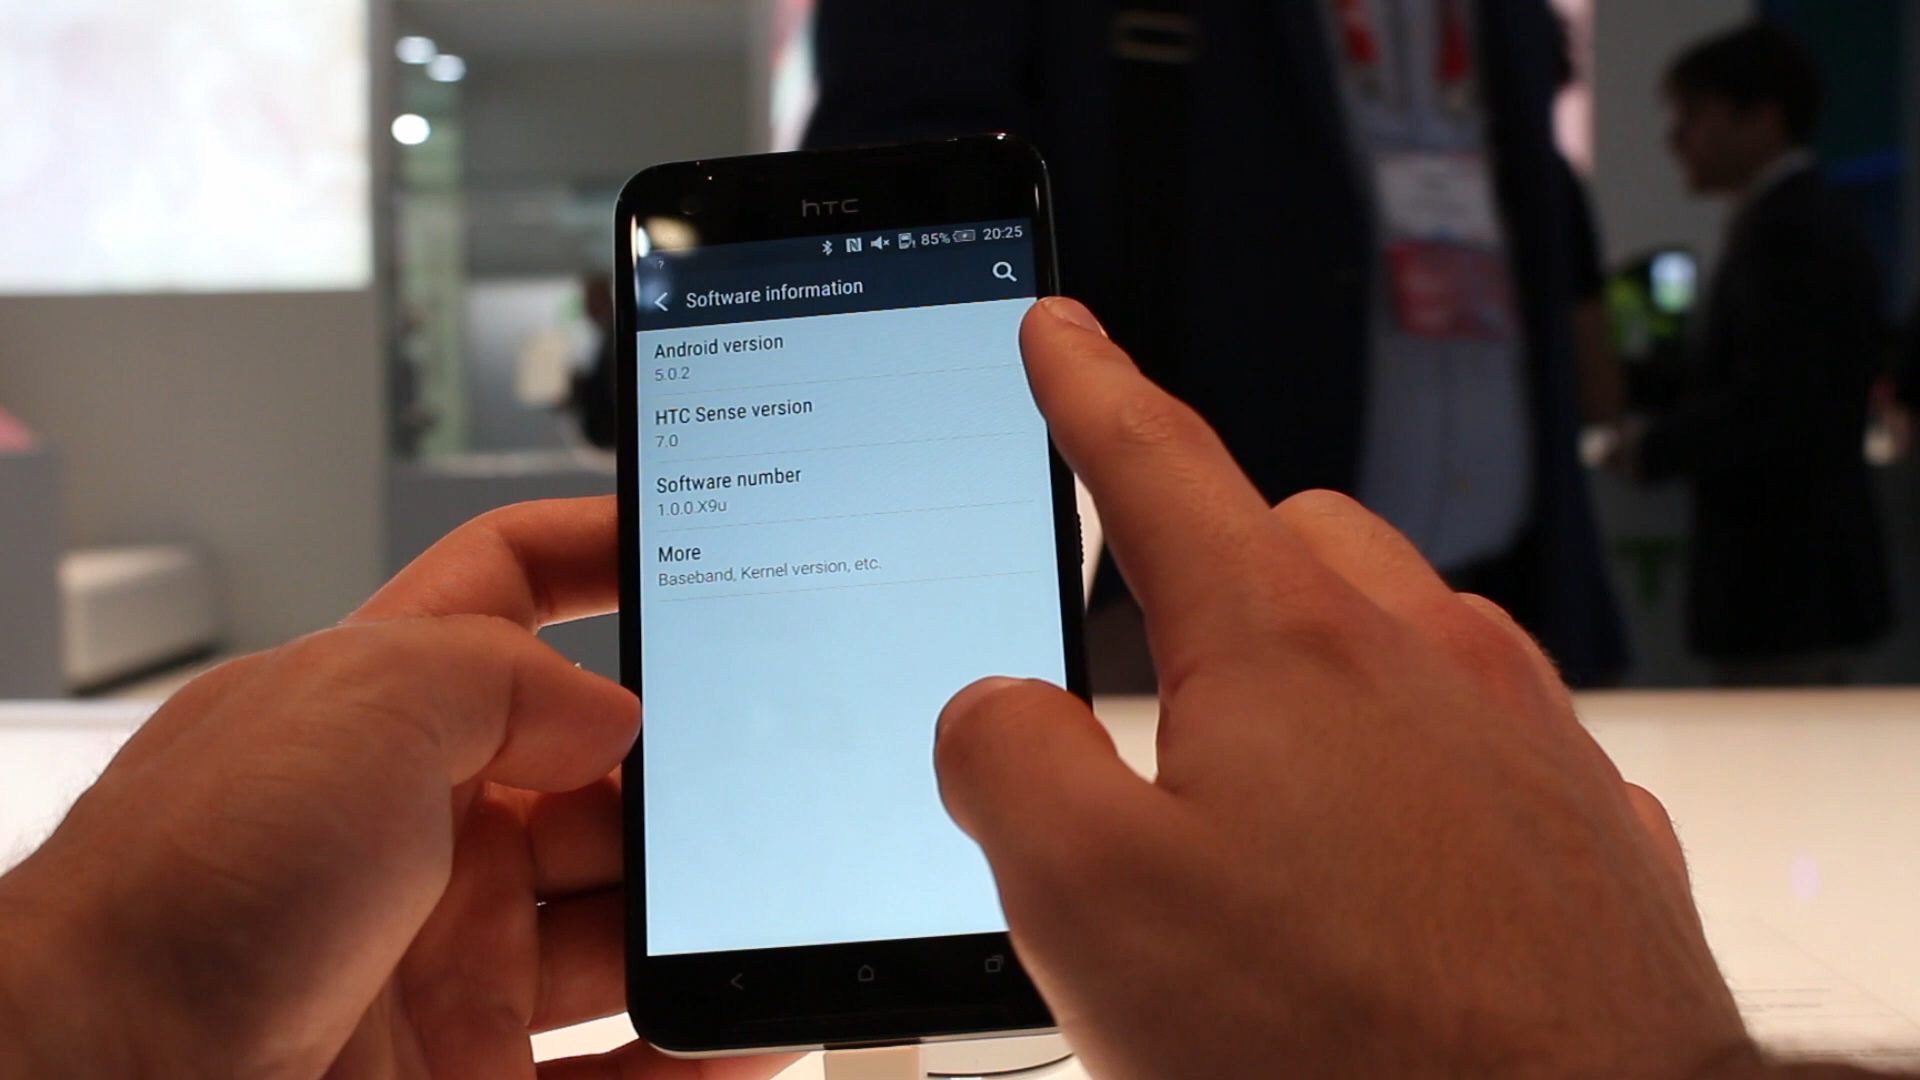 hTC
85% 20:25
?
Software information
Android version
5.0.2
HTC Sense version
7.0
Software number
1.0.0.X9u
More
Baseband, Kernel version, etc.